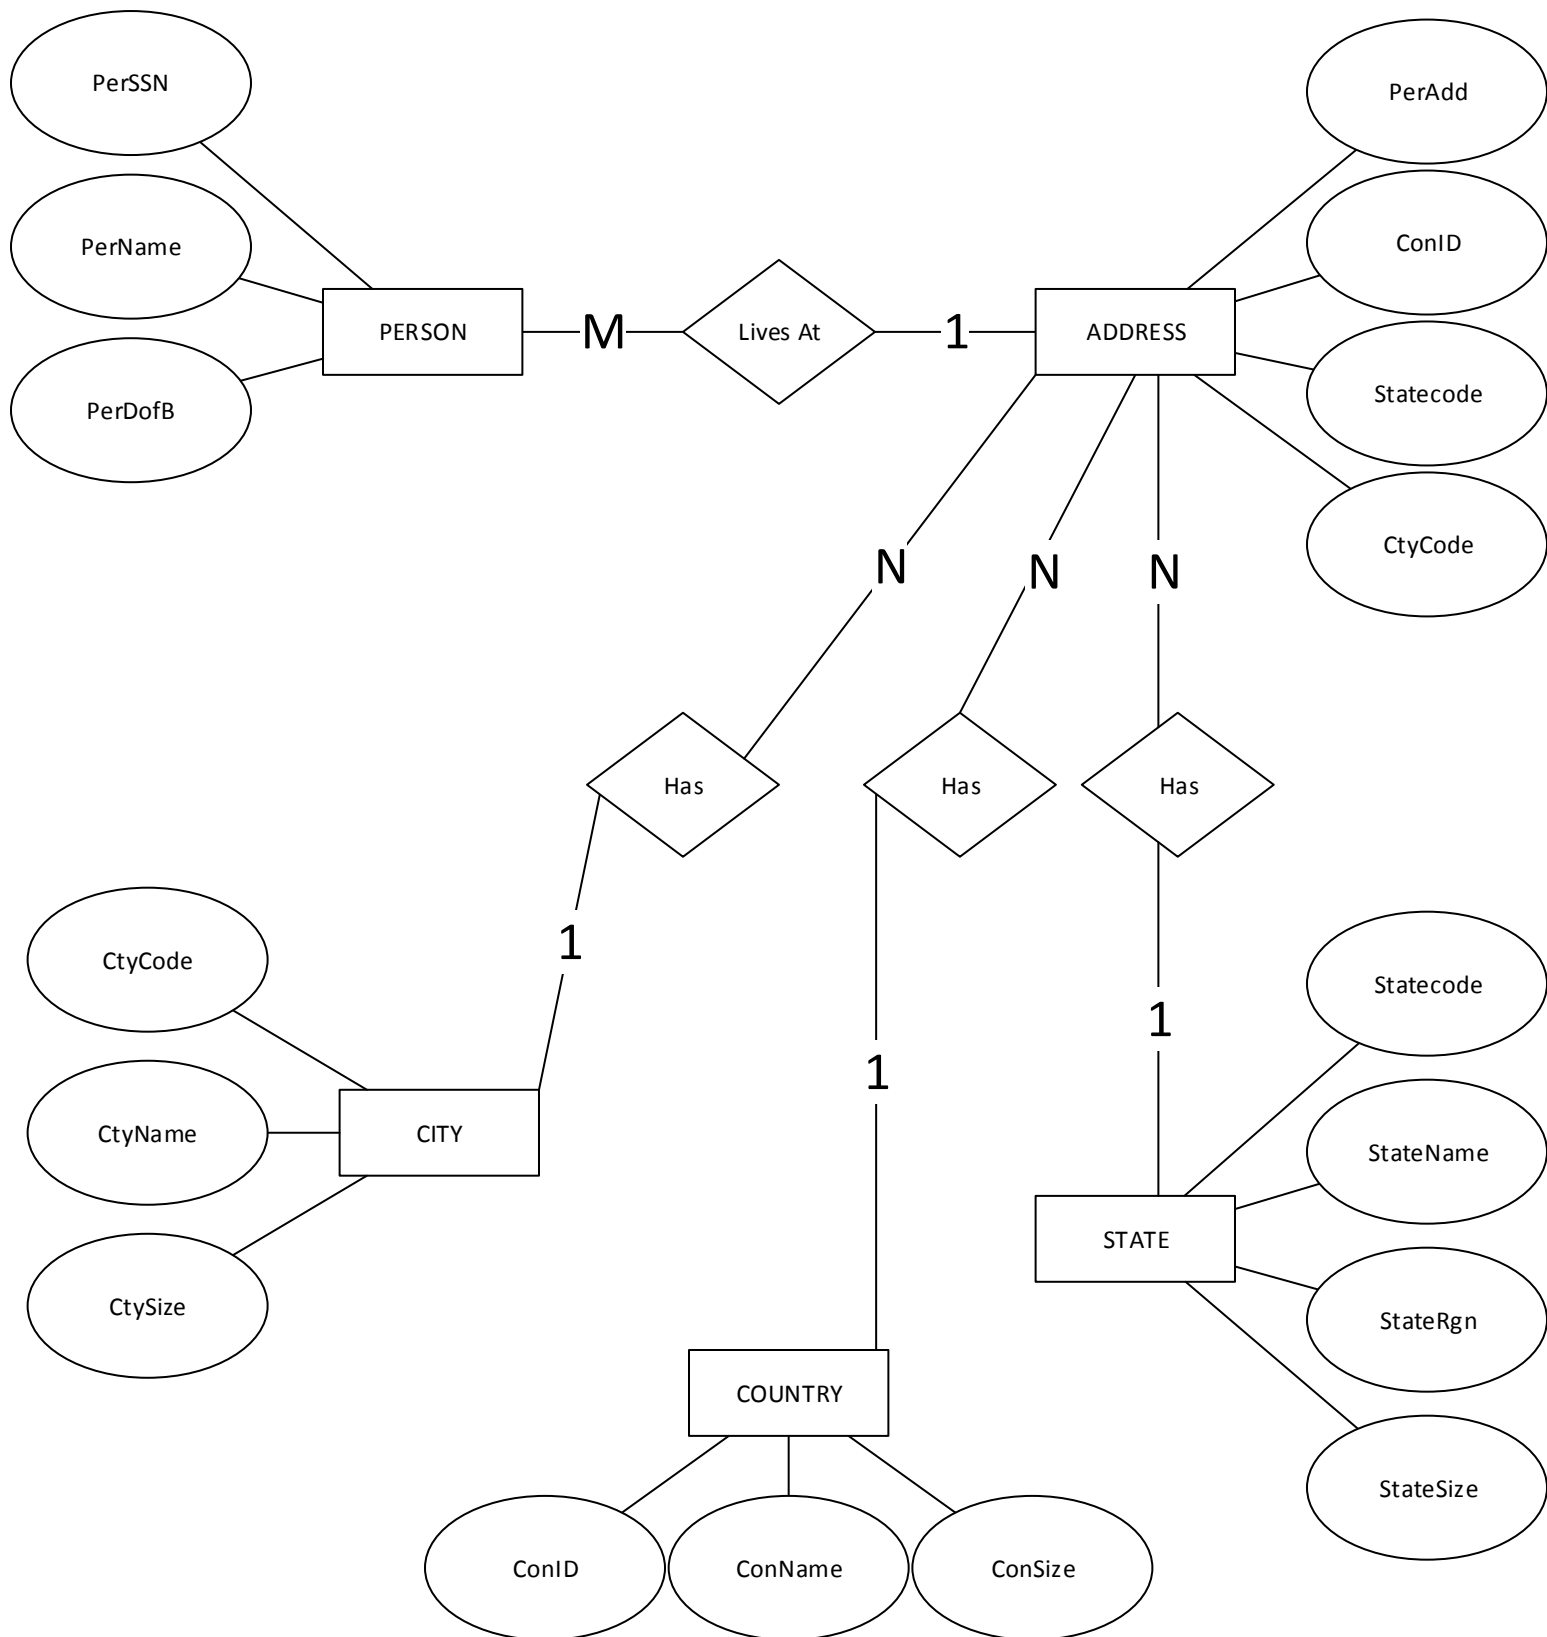 PerSSN
PerAdd
PerName
ConID
PERSON
M
Lives At
1
ADDRESS
PerDofB
Statecode
CtyCode
N
N
N
Has
Has
Has
CtyCode
1
Statecode
1
1
CtyName
CITY
StateName
STATE
CtySize
StateRgn
COUNTRY
StateSize
ConID
ConName
ConSize